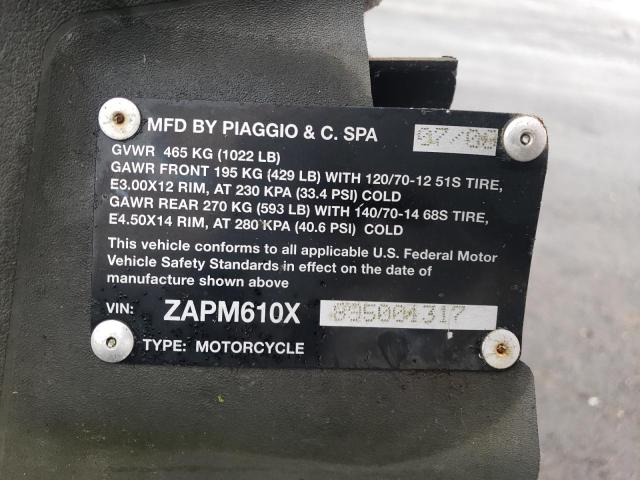 MFD BY PIAGGIO & C. SPA 07/08
GVWR 465 KG (1022 LB)
GAWR FRONT 195 KG (429 LB) WITH 120/70-12 51S TIRE,
E3.00X12 RIM, AT 230 KPA (33.4 PSI) COLD
GAWR REAR 270 KG (593 LB) WITH 140/70-14 68S TIRE,
E4.50X14 RIM, AT 280 KPA (40.6 PSI) COLD
This vehicle conforms to all applicable U.S. Federal Motor
Vehicle Safety Standards in effect on the date of
manufacture shown above
VIN: ZAPM610X 895001317
TYPE: MOTORCYCLE